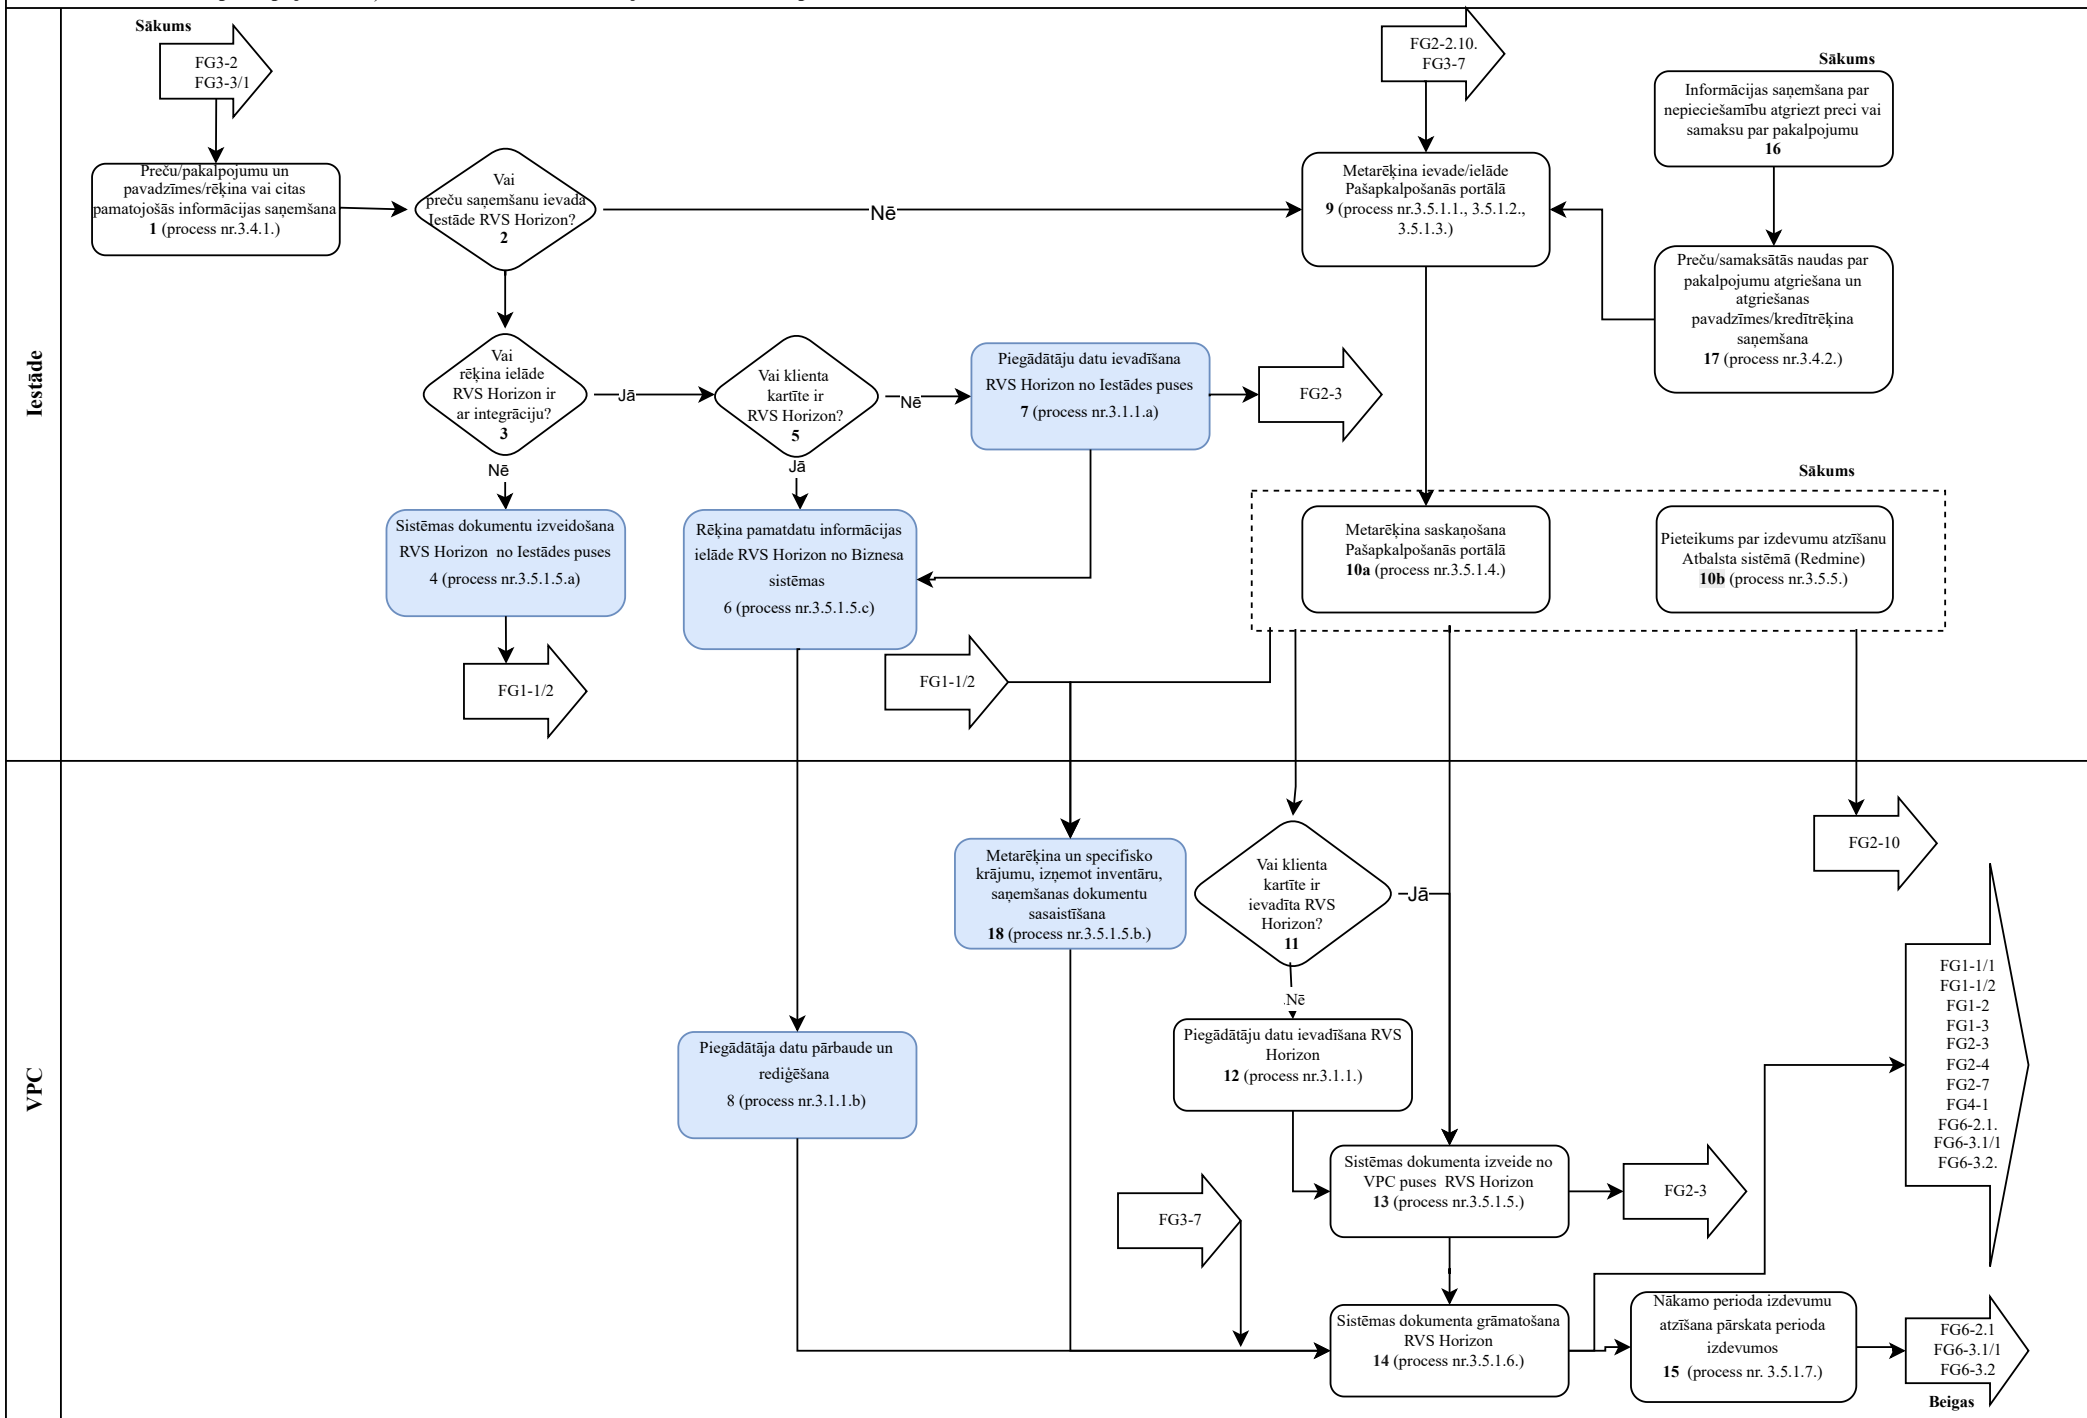 Sākums
FG3-2
FG3-3/1
Preču/pakalpojumu un
pavadzīmes/rēķina vai citas
pamatojošās informācijas saņemšana
1 (process nr.3.4.1.)
Vai
preču saņemšanu ievada
Iestāde RVS Horizon?
2
Nē
FG2-2.10.
FG3-7
Metarēķina ievade/ielāde
Pašapkalpošanās portālā
9 (process nr.3.5.1.1., 3.5.1.2.,
3.5.1.3.)
Sākums
Informācijas saņemšana par
nepieciešamību atgriezt preci vai
samaksu par pakalpojumu
16
Preču/samaksātās naudas par
pakalpojumu atgriešana un
atgriešanas
pavadzīmes/kredītrēķina
saņemšana
17 (process nr.3.4.2.)
Iestāde
Vai
rēķina ielāde
RVS Horizon ir
ar integrāciju?
3
Jā
Nē
Vai klienta
kartīte ir
RVS Horizon?
5
Nē
Jā
Piegādātāju datu ievadīšana
RVS Horizon no Iestādes puses
7 (process nr.3.1.1.a)
FG2-3
Sistēmas dokumentu izveidošana
RVS Horizon no Iestādes puses
4 (process nr.3.5.1.5.a)
Rēķina pamatdatu informācijas
ielāde RVS Horizon no Biznesa
sistēmas
6 (process nr.3.5.1.5.c)
Sākums
Metarēķina saskaņošana
Pašapkalpošanās portālā
10a (process nr.3.5.1.4.)
Pieteikums par izdevumu atzīšanu
Atbalsta sistēmā (Redmine)
10b (process nr.3.5.5.)
FG1-1/2
FG1-1/2
VPC
FG2-10
Metarēķina un specifisko
krājumu, izņemot inventāru,
saņemšanas dokumentu
sasaistīšana
18 (process nr.3.5.1.5.b.)
Vai klienta
kartīte ir
ievadīta RVS
Horizon?
11
Jā
Nē
Piegādātāja datu pārbaude un
rediģēšana
8 (process nr.3.1.1.b)
Piegādātāju datu ievadīšana RVS
Horizon
12 (process nr.3.1.1.)
FG1-1/1
FG1-1/2
FG1-2
FG1-3
FG2-3
FG2-4
FG2-7
FG4-1
FG6-2.1.
FG6-3.1/1
FG6-3.2.
Sistēmas dokumenta izveide no
VPC puses RVS Horizon
13 (process nr.3.5.1.5.)
FG2-3
FG3-7
Sistēmas dokumenta grāmatošana
RVS Horizon
14 (process nr.3.5.1.6.)
Nākamo perioda izdevumu
atzīšana pārskata perioda
izdevumos
15 (process nr. 3.5.1.7.)
FG6-2.1
FG6-3.1/1
FG6-3.2
Beigas